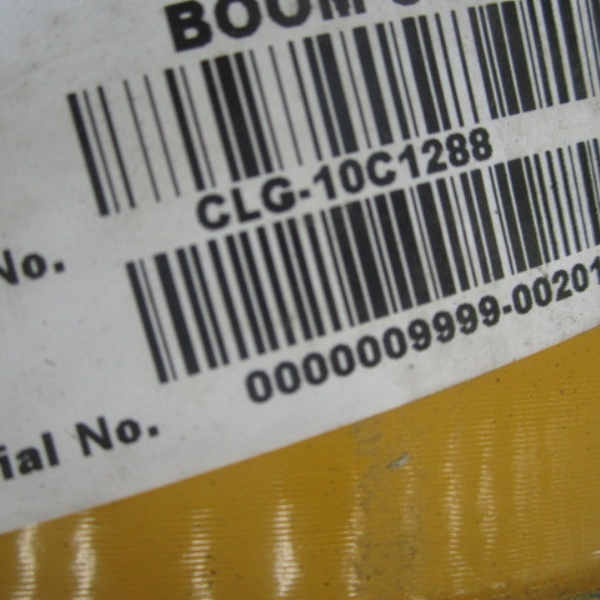 BOOM
CLG-10C1288
No.
0000009999-00201
ial No.